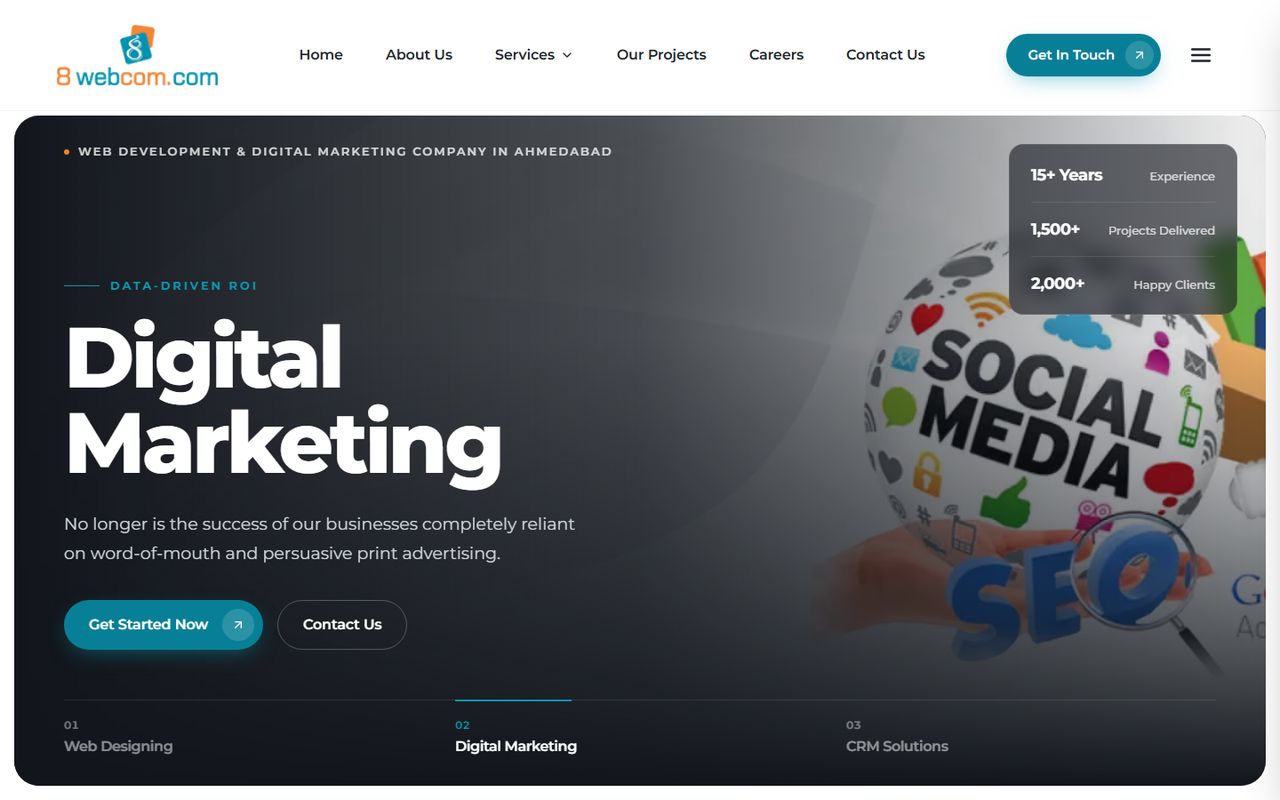 8
8 webcom.com
Home
About Us
Services
Our Projects
Careers
Contact Us
Get In Touch
WEB DEVELOPMENT & DIGITAL MARKETING COMPANY IN AHMEDABAD
15+ Years Experience
1,500+ Projects Delivered
2,000+ Happy Clients
DATA-DRIVEN ROI
Digital
Marketing
No longer is the success of our businesses completely reliant
on word-of-mouth and persuasive print advertising.
Get Started Now
Contact Us
SOCIAL
MEDIA
SEO
01
Web Designing
02
Digital Marketing
03
CRM Solutions